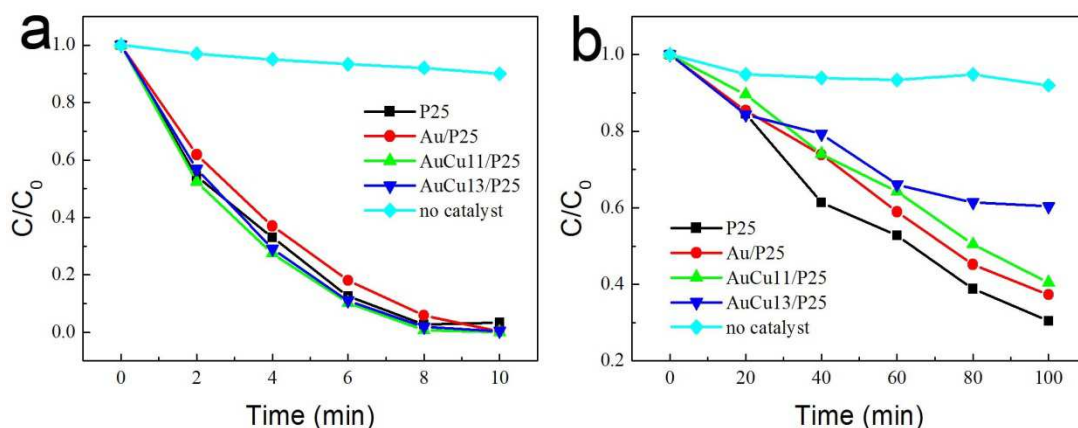 a
C/C0
1.0
0.8
0.6
0.4
0.2
0.0
P25
Au/P25
AuCu11/P25
AuCu13/P25
no catalyst
0 2 4 6 8 10
Time (min)
b
C/C0
1.0
0.8
0.6
0.4
0.2
P25
Au/P25
AuCu11/P25
AuCu13/P25
no catalyst
0 20 40 60 80 100
Time (min)